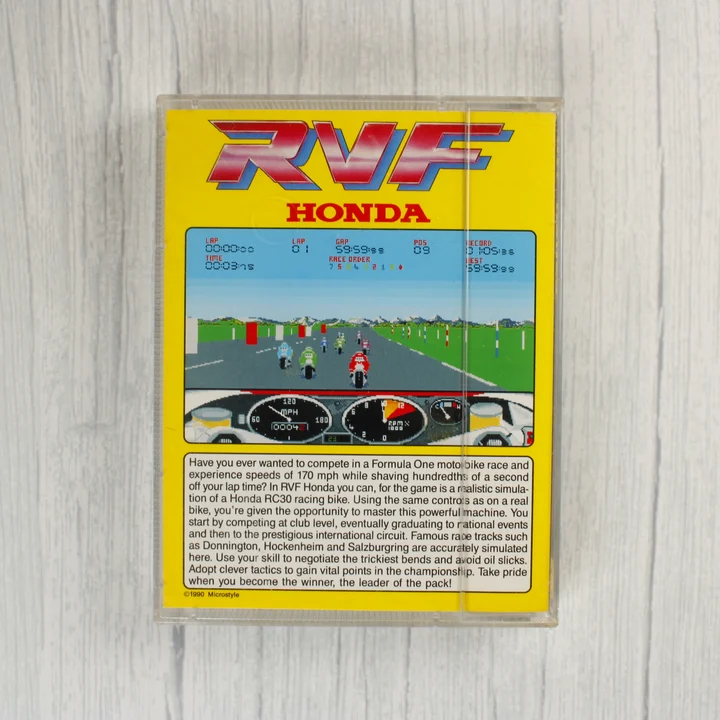 RVF
HONDA
LAP LAP GAP POS RECORD
00:00:00 01 59:59:99 09 01:05:86
TIME RACE ORDER BEST
00:03:75 59:59:99
120
60 MPH 180
RPM X
1000
Have you ever wanted to compete in a Formula One motorbike race and
experience speeds of 170 mph while shaving hundredths of a second
off your lap time? In RVF Honda you can, for the game is a realistic simula-
tion of a Honda RC30 racing bike. Using the same controls as on a real
bike, you're given the opportunity to master this powerful machine. You
start by competing at club level, eventually graduating to national events
and then to the prestigious international circuit. Famous race tracks such
as Donnington, Hockenheim and Salzburgring are accurately simulated
here. Use your skill to negotiate the trickiest bends and avoid oil slicks.
Adopt clever tactics to gain vital points in the championship. Take pride
when you become the winner, the leader of the pack!
©1990 Microstyle